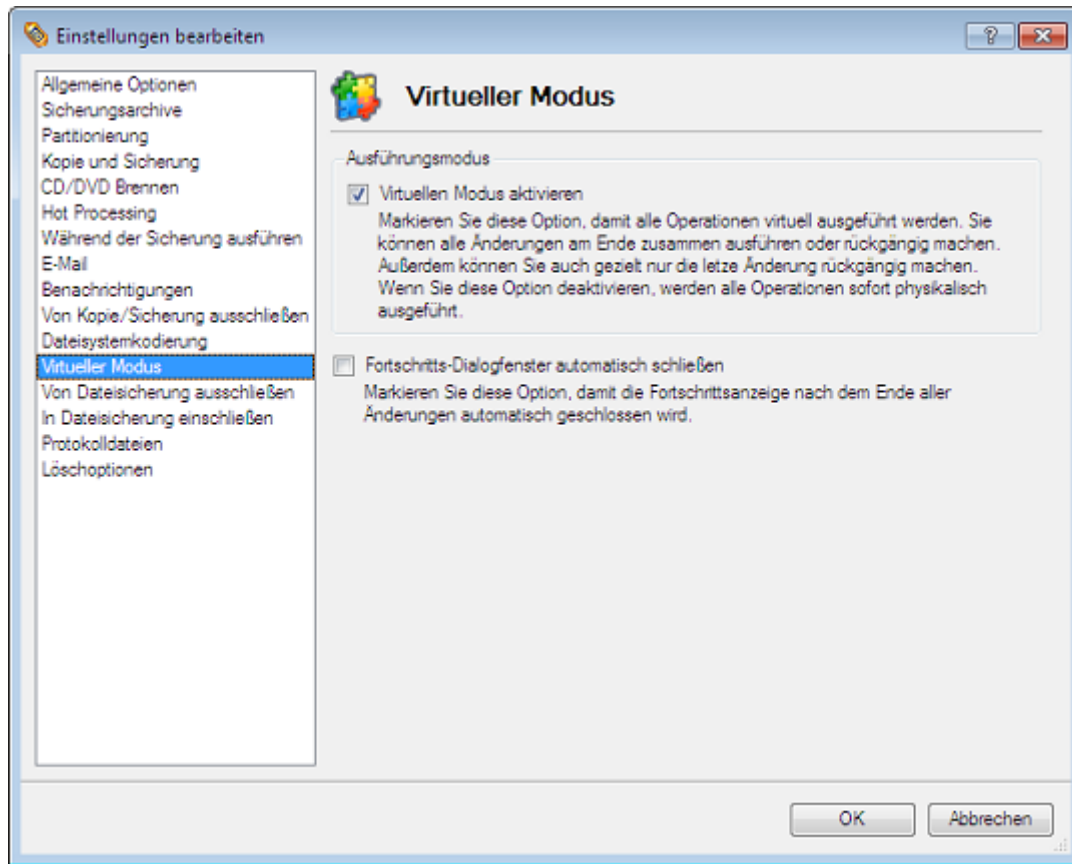 Einstellungen bearbeiten
Allgemeine Optionen
Sicherungsarchive
Partitionierung
Kopie und Sicherung
CD/DVD Brennen
Hot Processing
Während der Sicherung ausführen
E-Mail
Benachrichtigungen
Von Kopie/Sicherung ausschließen
Dateisystemkodierung
Virtueller Modus
Von Dateisicherung ausschließen
In Dateisicherung einschließen
Protokolldateien
Löschoptionen
Virtueller Modus
Ausführungsmodus
Virtuellen Modus aktivieren
Markieren Sie diese Option, damit alle Operationen virtuell ausgeführt werden. Sie
können alle Änderungen am Ende zusammen ausführen oder rückgängig machen.
Außerdem können Sie auch gezielt nur die letze Änderung rückgängig machen.
Wenn Sie diese Option deaktivieren, werden alle Operationen sofort physikalisch
ausgeführt.
Fortschritts-Dialogfenster automatisch schließen
Markieren Sie diese Option, damit die Fortschrittsanzeige nach dem Ende aller
Änderungen automatisch geschlossen wird.
OK
Abbrechen